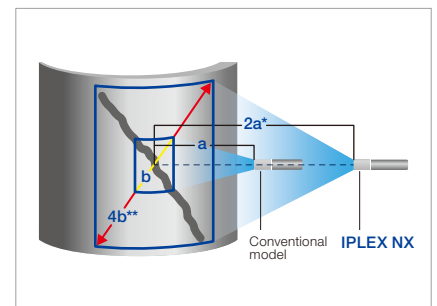 2a*
a
b
4b**
Conventional
model
IPLEX NX